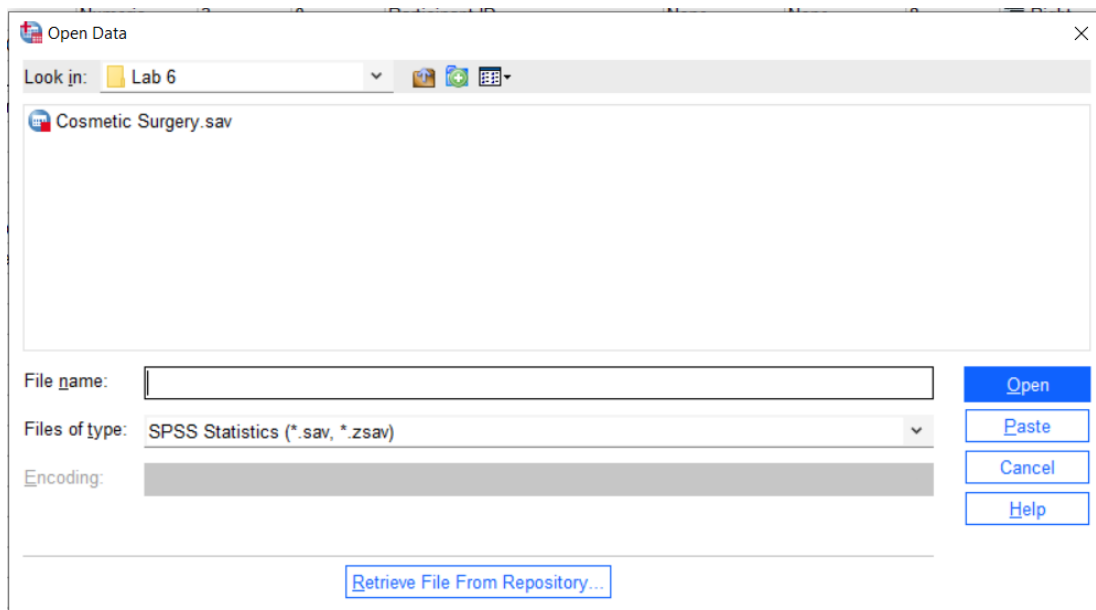 Open Data
Look in: Lab 6
Cosmetic Surgery.sav
File name:
Open
Files of type: SPSS Statistics (*.sav, *.zsav)
Paste
Encoding:
Cancel
Help
Retrieve File From Repository...